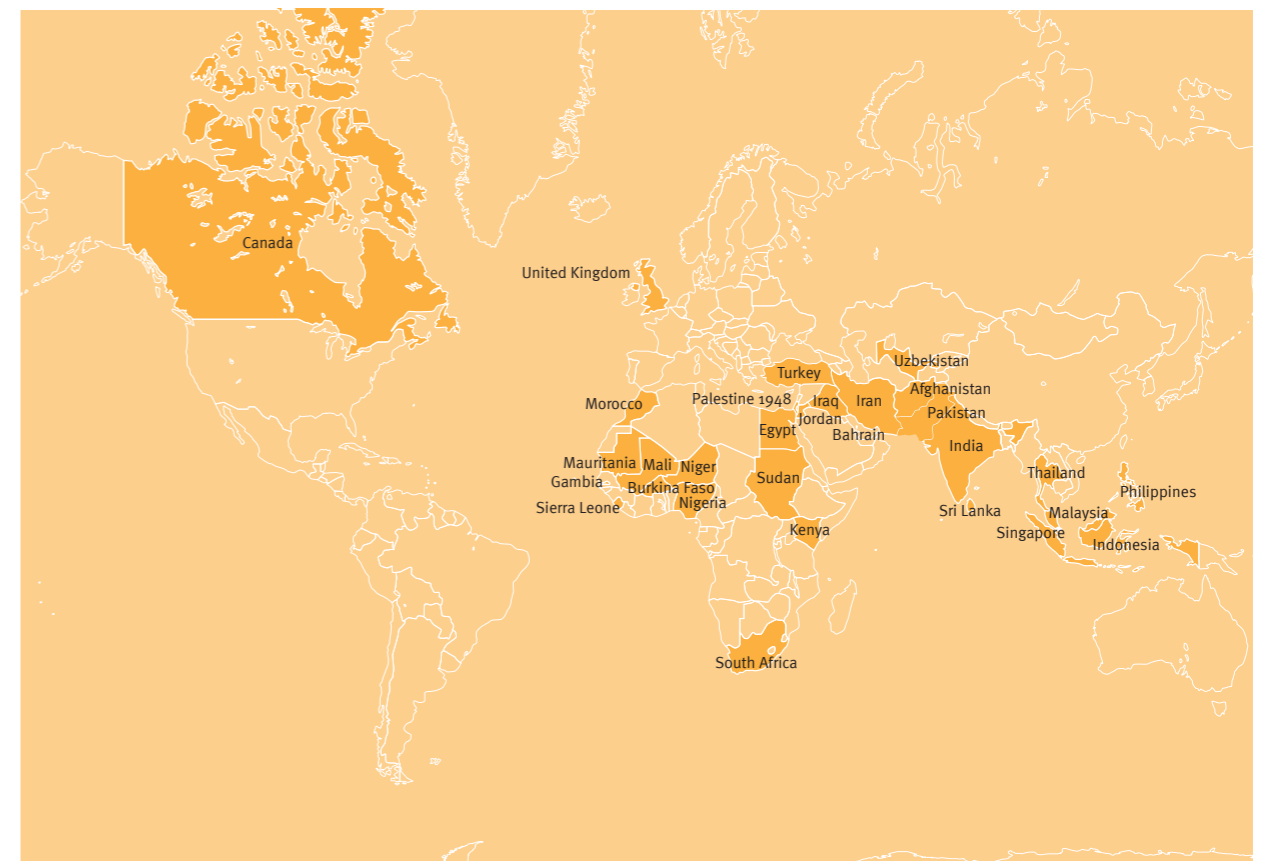 Canada
United Kingdom
Uzbekistan
Turkey
Afghanistan
Palestine 1948
Iraq
Iran
Morocco
Pakistan
Jordan
Egypt
Bahrain
India
Mauritania
Mali
Niger
Thailand
Gambia
Sudan
Burkina Faso
Philippines
Nigeria
Sierra Leone
Sri Lanka
Malaysia
Kenya
Singapore
Indonesia
South Africa